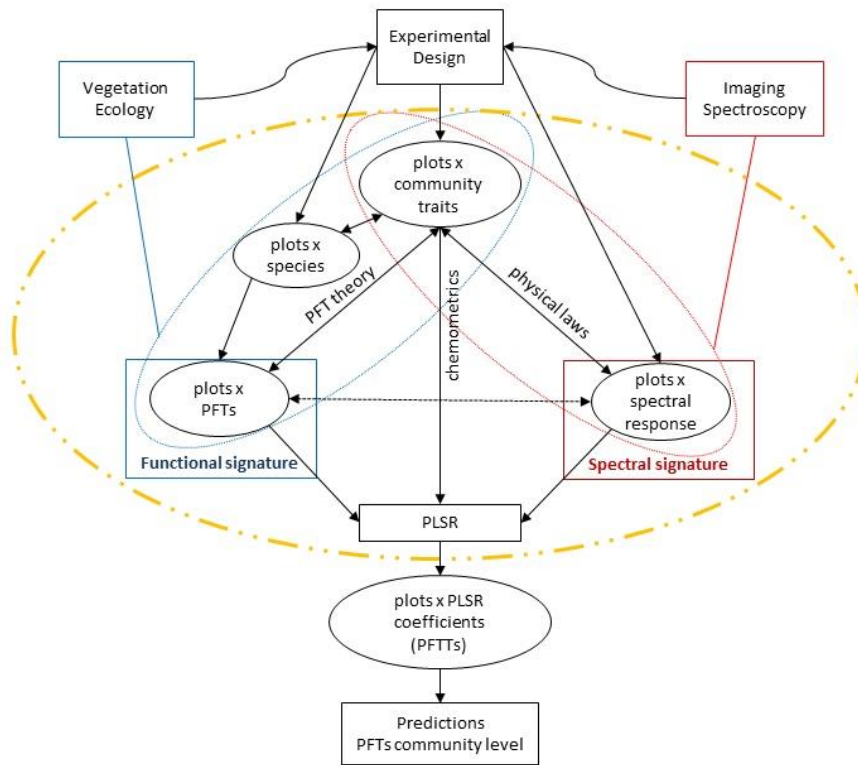 Experimental
Design
Vegetation
Ecology
Imaging
Spectroscopy
plots x
community
traits
plots x
species
PFT theory
chemometrics
physical laws
plots x
PFTs
plots x
spectral
response
Functional signature
Spectral signature
PLSR
plots x PLSR
coefficients
(PFTTs)
Predictions
PFTs community level